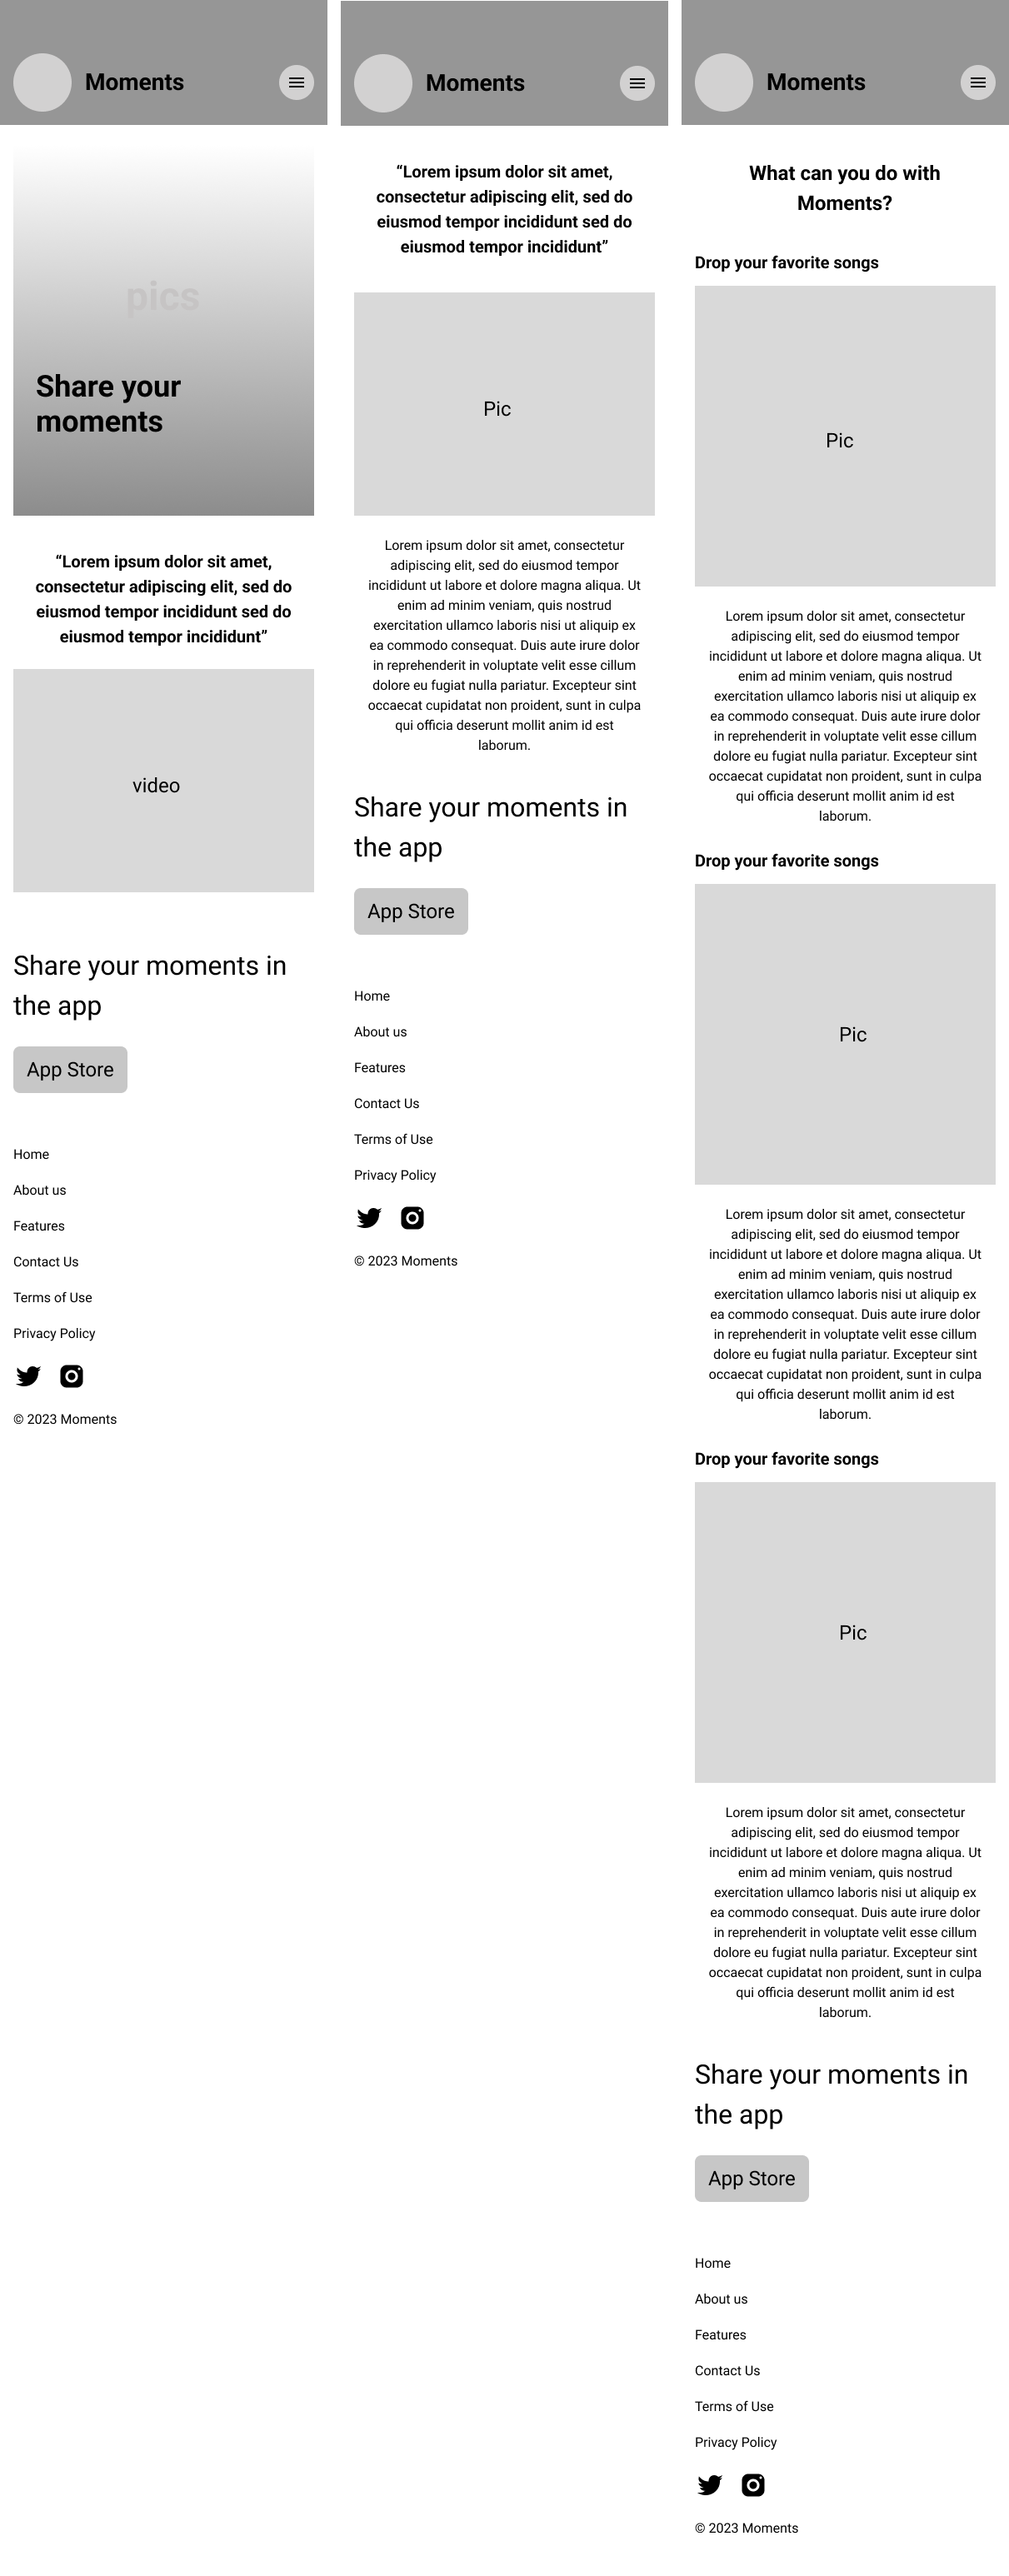 Moments
pics
Share your
moments
“Lorem ipsum dolor sit amet,
consectetur adipiscing elit, sed do
eiusmod tempor incididunt sed do
eiusmod tempor incididunt”
video
Share your moments in
the app
App Store
Home
About us
Features
Contact Us
Terms of Use
Privacy Policy
© 2023 Moments
Moments
“Lorem ipsum dolor sit amet,
consectetur adipiscing elit, sed do
eiusmod tempor incididunt sed do
eiusmod tempor incididunt”
Pic
Lorem ipsum dolor sit amet, consectetur
adipiscing elit, sed do eiusmod tempor
incididunt ut labore et dolore magna aliqua. Ut
enim ad minim veniam, quis nostrud
exercitation ullamco laboris nisi ut aliquip ex
ea commodo consequat. Duis aute irure dolor
in reprehenderit in voluptate velit esse cillum
dolore eu fugiat nulla pariatur. Excepteur sint
occaecat cupidatat non proident, sunt in culpa
qui officia deserunt mollit anim id est
laborum.
Share your moments in
the app
App Store
Home
About us
Features
Contact Us
Terms of Use
Privacy Policy
© 2023 Moments
Moments
What can you do with
Moments?
Drop your favorite songs
Pic
Lorem ipsum dolor sit amet, consectetur
adipiscing elit, sed do eiusmod tempor
incididunt ut labore et dolore magna aliqua. Ut
enim ad minim veniam, quis nostrud
exercitation ullamco laboris nisi ut aliquip ex
ea commodo consequat. Duis aute irure dolor
in reprehenderit in voluptate velit esse cillum
dolore eu fugiat nulla pariatur. Excepteur sint
occaecat cupidatat non proident, sunt in culpa
qui officia deserunt mollit anim id est
laborum.
Drop your favorite songs
Pic
Lorem ipsum dolor sit amet, consectetur
adipiscing elit, sed do eiusmod tempor
incididunt ut labore et dolore magna aliqua. Ut
enim ad minim veniam, quis nostrud
exercitation ullamco laboris nisi ut aliquip ex
ea commodo consequat. Duis aute irure dolor
in reprehenderit in voluptate velit esse cillum
dolore eu fugiat nulla pariatur. Excepteur sint
occaecat cupidatat non proident, sunt in culpa
qui officia deserunt mollit anim id est
laborum.
Drop your favorite songs
Pic
Lorem ipsum dolor sit amet, consectetur
adipiscing elit, sed do eiusmod tempor
incididunt ut labore et dolore magna aliqua. Ut
enim ad minim veniam, quis nostrud
exercitation ullamco laboris nisi ut aliquip ex
ea commodo consequat. Duis aute irure dolor
in reprehenderit in voluptate velit esse cillum
dolore eu fugiat nulla pariatur. Excepteur sint
occaecat cupidatat non proident, sunt in culpa
qui officia deserunt mollit anim id est
laborum.
Share your moments in
the app
App Store
Home
About us
Features
Contact Us
Terms of Use
Privacy Policy
© 2023 Moments